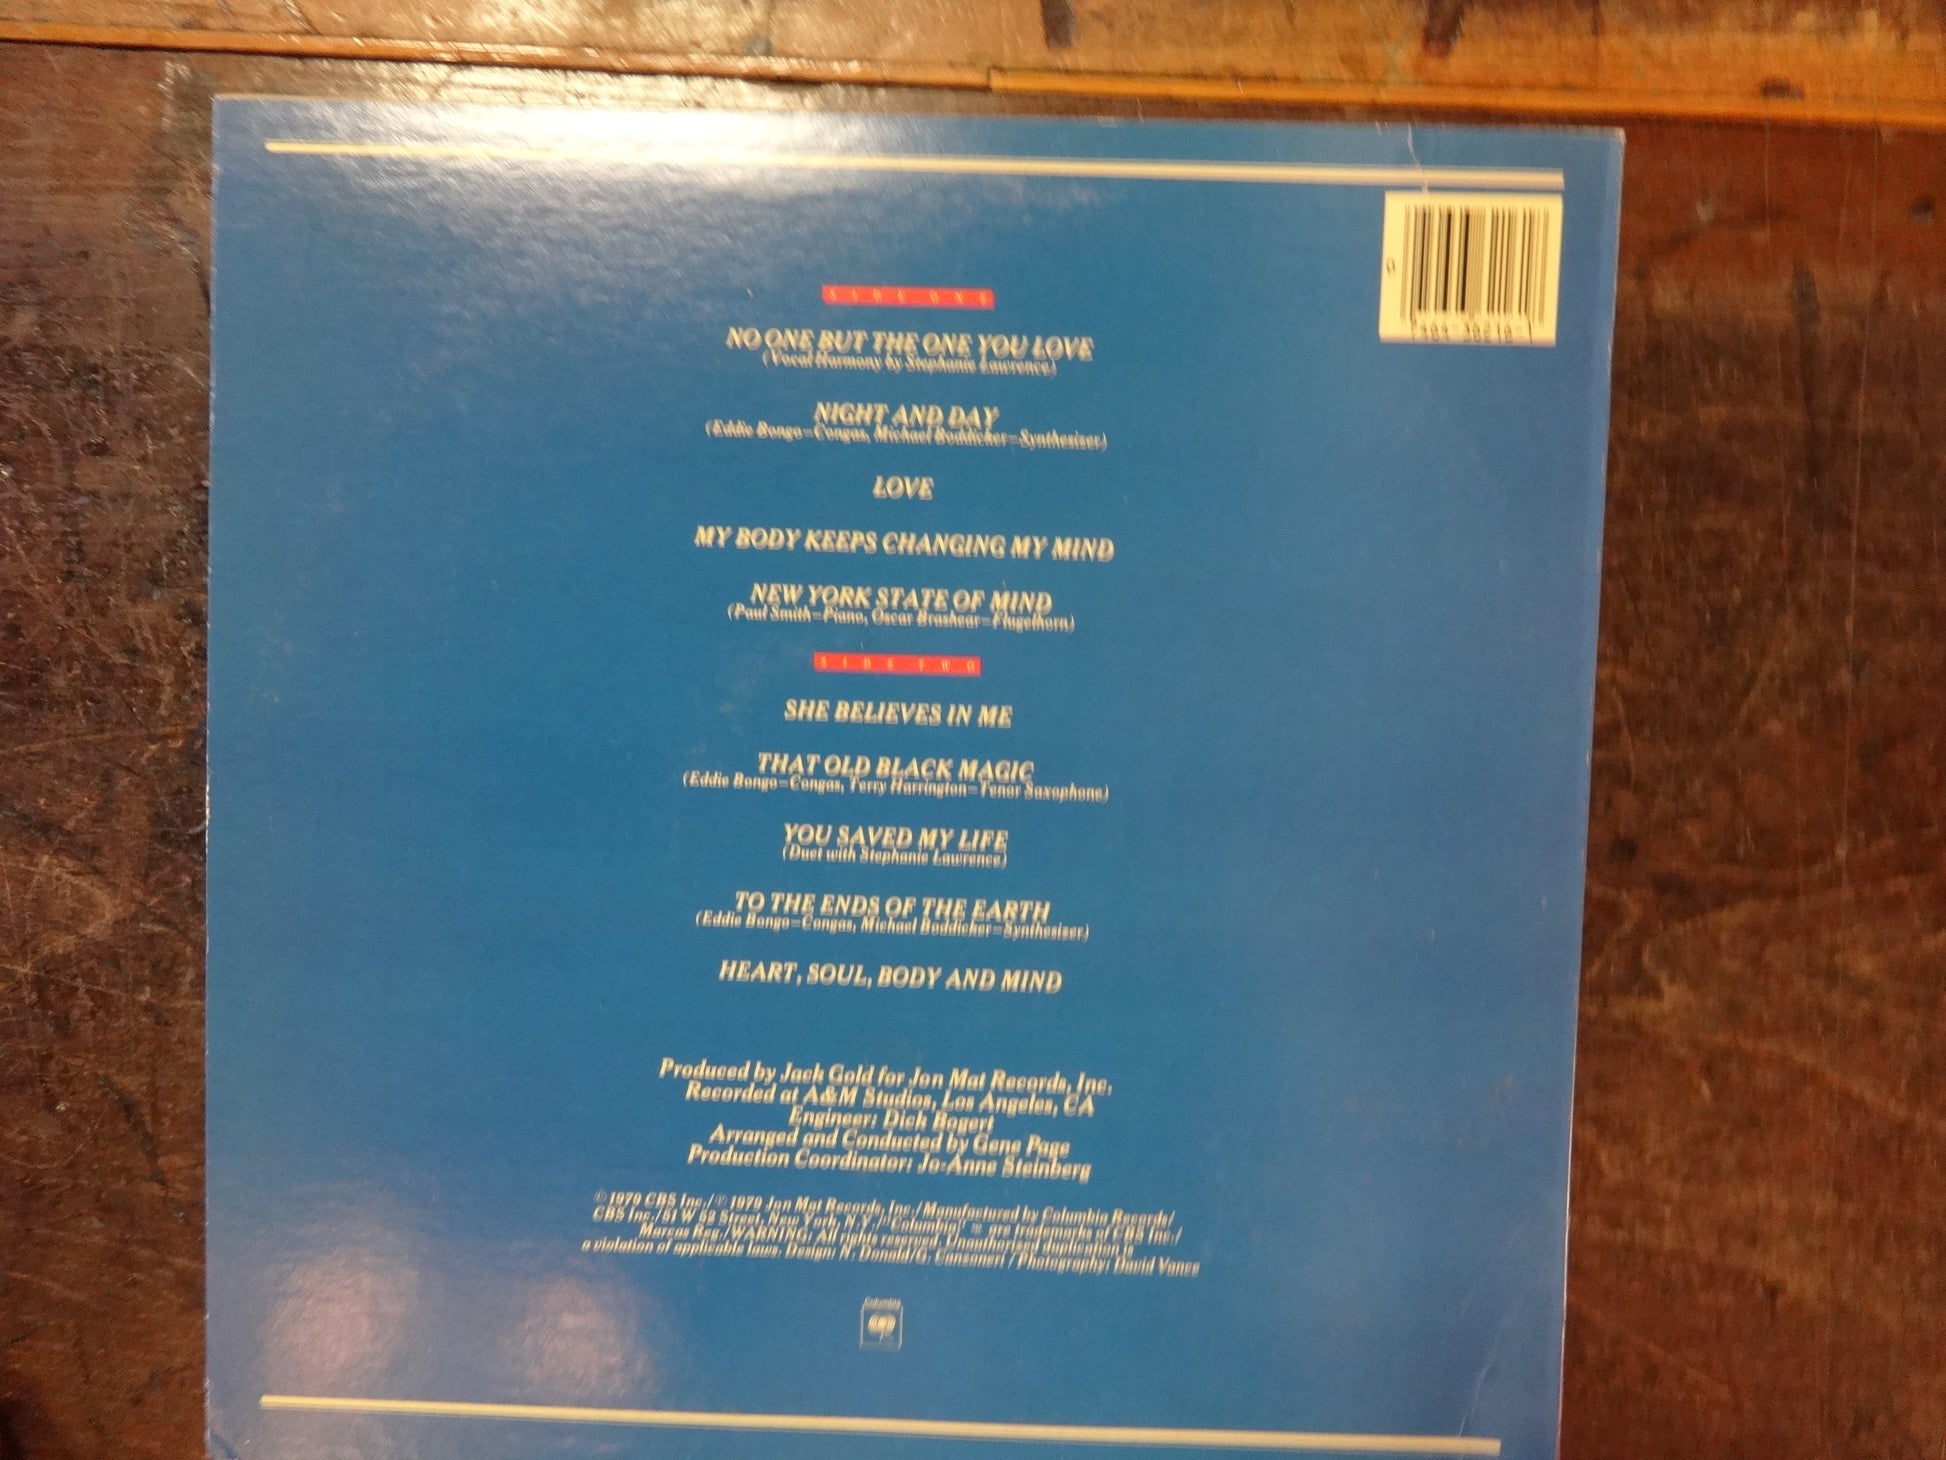 SIDE ONE
NO ONE BUT THE ONE YOU LOVE
(Vocal Harmony by Stephanie Lawrence)
NIGHT AND DAY
(Eddie Bongo–Congas, Michael Boddicker–Synthesizer)
LOVE
MY BODY KEEPS CHANGING MY MIND
NEW YORK STATE OF MIND
(Paul Smith–Piano, Oscar Brashear–Flugelhorn)
SIDE TWO
SHE BELIEVES IN ME
THAT OLD BLACK MAGIC
(Eddie Bongo–Congas, Terry Harrington–Tenor Saxophone)
YOU SAVED MY LIFE
(Duet with Stephanie Lawrence)
TO THE ENDS OF THE EARTH
(Eddie Bongo–Congas, Michael Boddicker–Synthesizer)
HEART, SOUL, BODY AND MIND
Produced by Jack Gold for Jon Mat Records, Inc.
Recorded at A&M Studios, Los Angeles, CA
Engineer: Dick Bogert
Arranged and Conducted by Gene Page
Production Coordinator: Jo-Anne Steinberg
© 1979 CBS Inc./℗ 1979 Jon Mat Records, Inc./Manufactured by Columbia Records/
CBS Inc./51 W 52 Street, New York, N.Y./"Columbia," are trademarks of CBS Inc./
Marcas Reg./WARNING: All rights reserved. Unauthorized duplication is
a violation of applicable laws. Design: N. Donald/G. Cansoneri / Photography: David Vance
Columbia